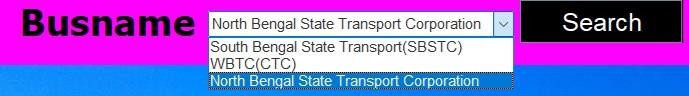 Busname North Bengal State Transport Corporation Search
South Bengal State Transport(SBSTC)
WBTC(CTC)
North Bengal State Transport Corporation